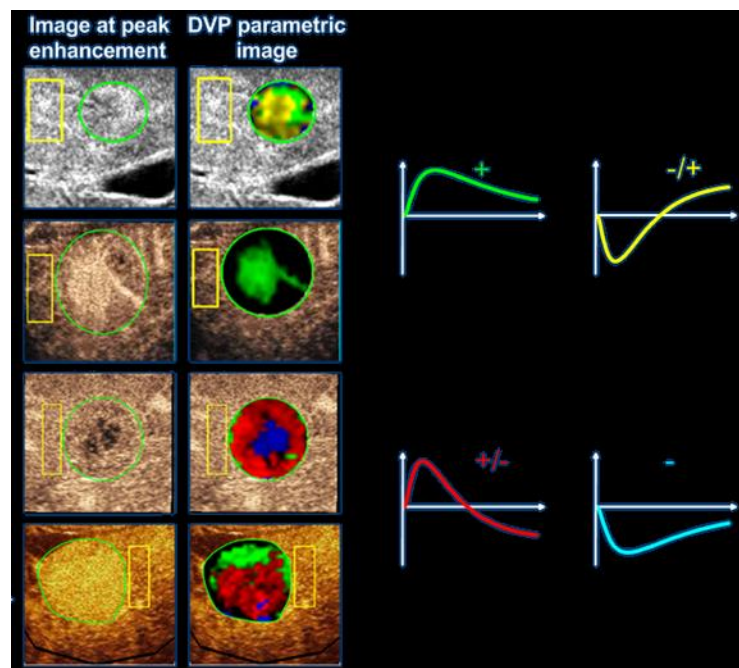 Image at peak
enhancement
DVP parametric
image
+
-/+
+/-
-